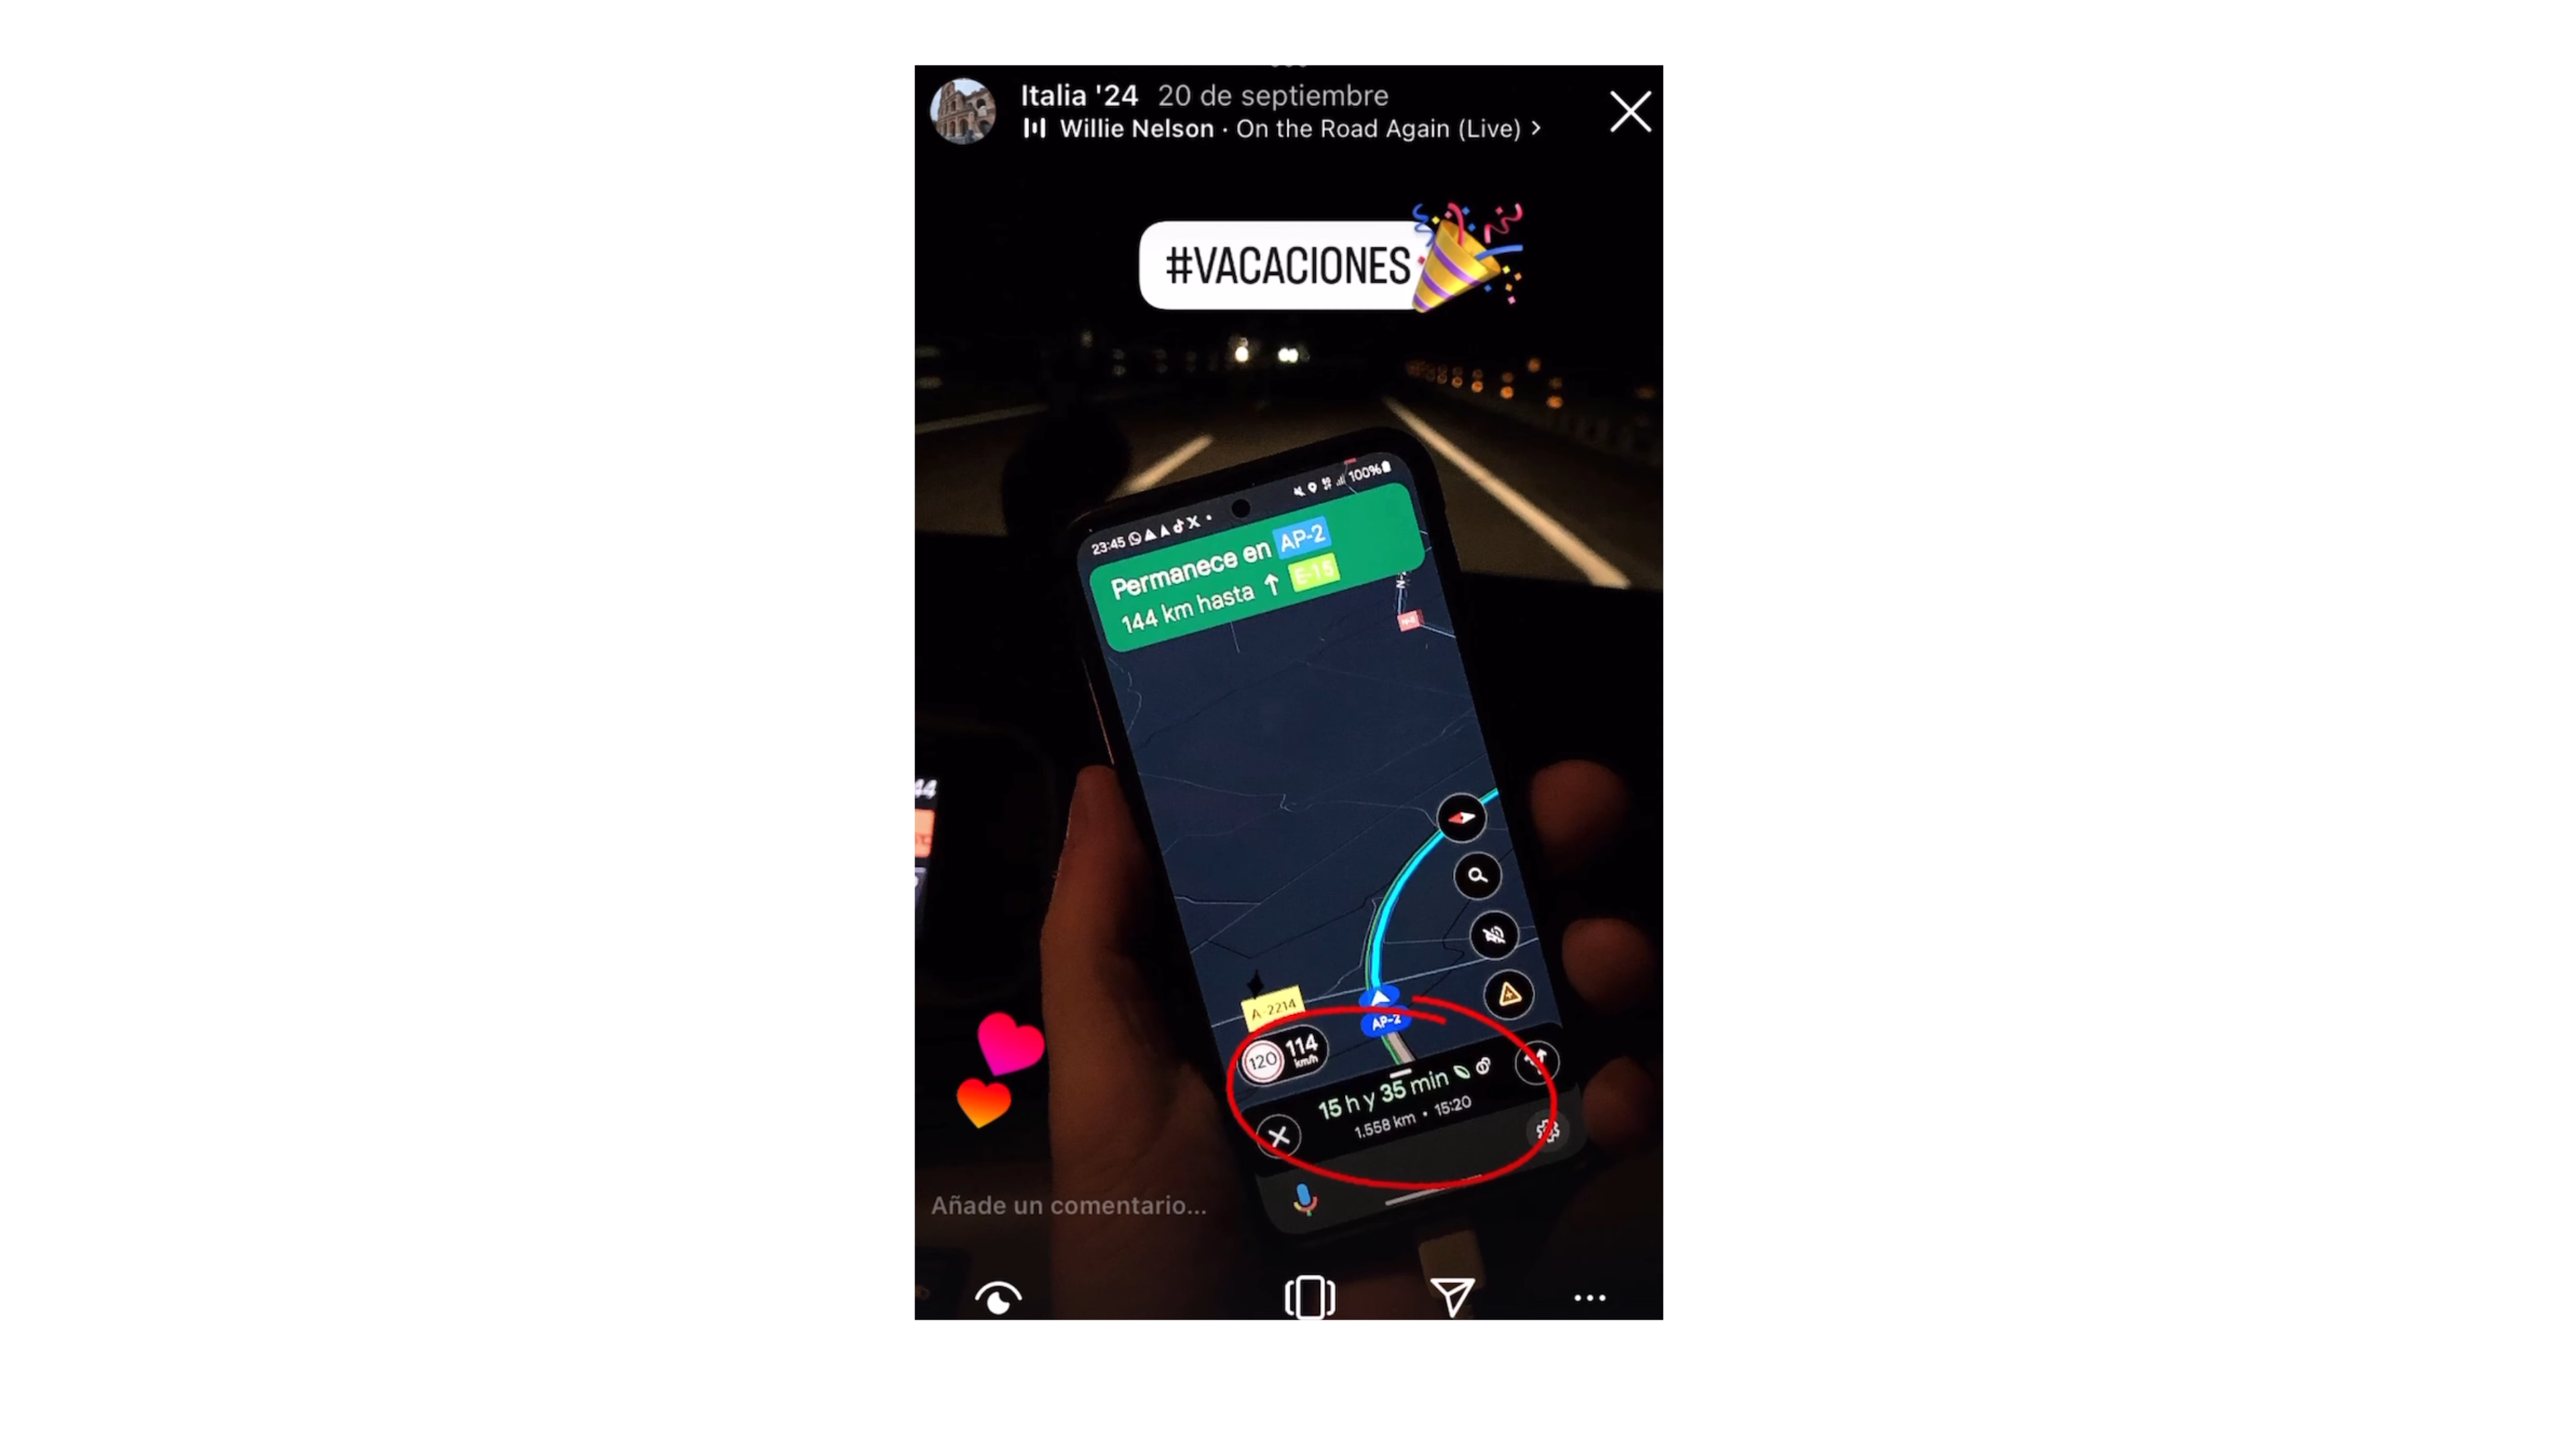 Italia '24 20 de septiembre
Willie Nelson · On the Road Again (Live) >
#VACACIONES
23:45 100%
Permanece en AP-2
144 km hasta ↑ E-15
A-2214
AP-2
120 114 km/h
15 h y 35 min
1.558 km • 15:20
44
Añade un comentario...